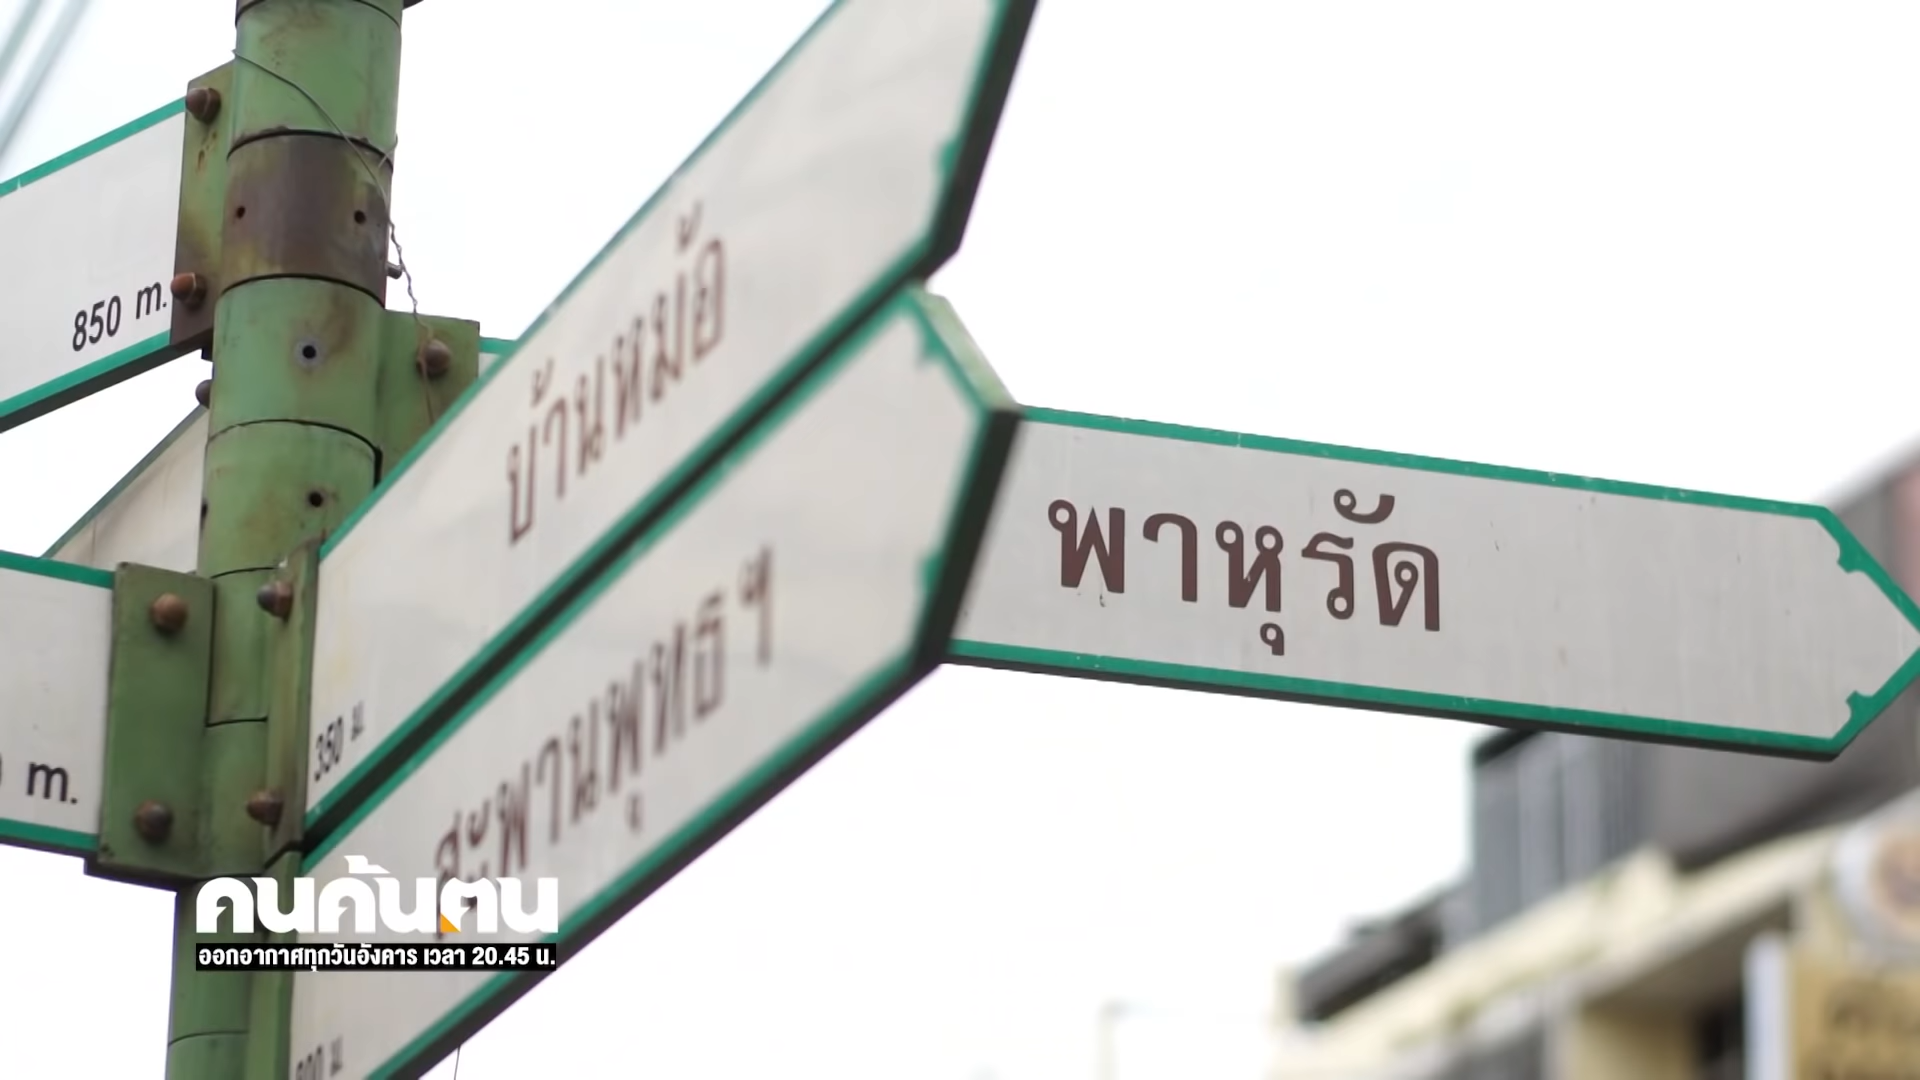 850 m.
บ้านหม้อ
350 ม.
สะพานพุทธฯ
พาหุรัด
m.
คนค้นฅน
ออกอากาศทุกวันอังคาร เวลา 20.45 น.